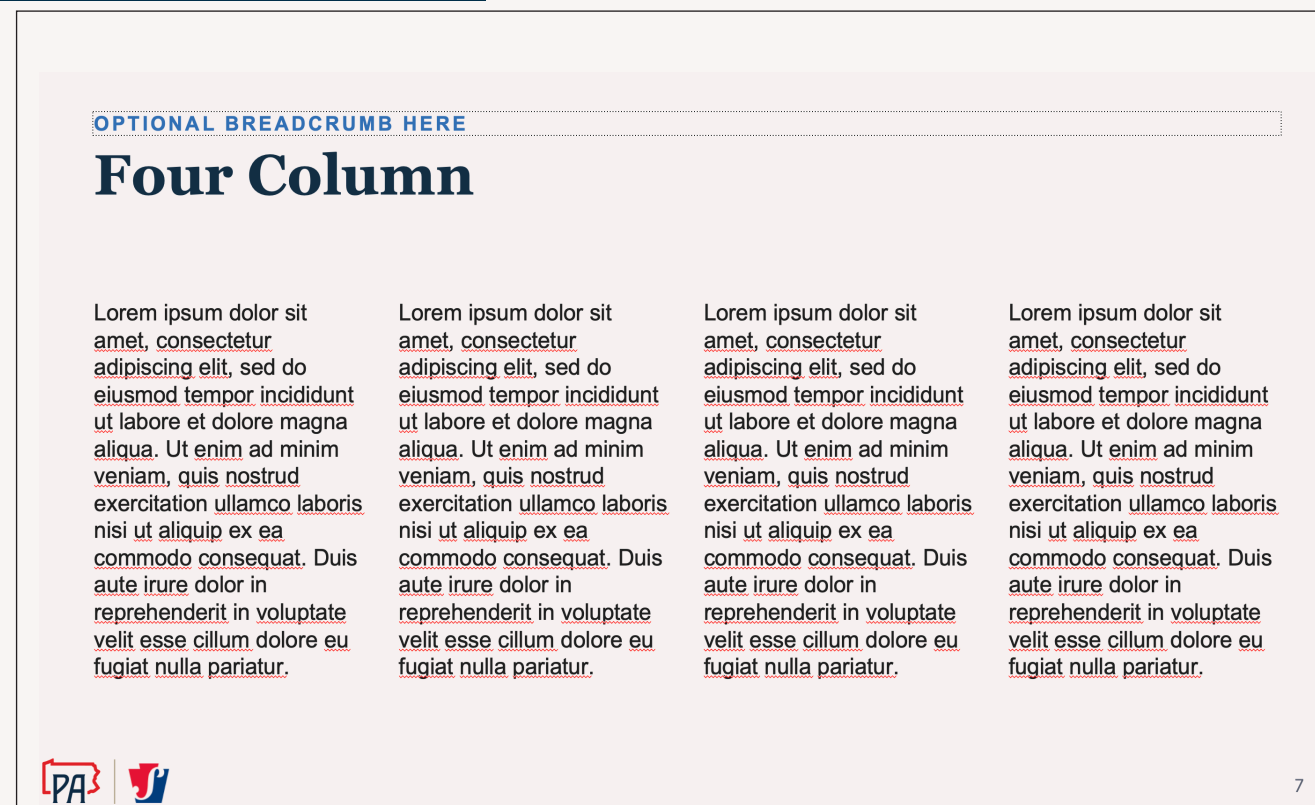 OPTIONAL BREADCRUMB HERE
Four Column
Lorem ipsum dolor sit
amet, consectetur
adipiscing elit, sed do
eiusmod tempor incididunt
ut labore et dolore magna
aliqua. Ut enim ad minim
veniam, quis nostrud
exercitation ullamco laboris
nisi ut aliquip ex ea
commodo consequat. Duis
aute irure dolor in
reprehenderit in voluptate
velit esse cillum dolore eu
fugiat nulla pariatur.
Lorem ipsum dolor sit
amet, consectetur
adipiscing elit, sed do
eiusmod tempor incididunt
ut labore et dolore magna
aliqua. Ut enim ad minim
veniam, quis nostrud
exercitation ullamco laboris
nisi ut aliquip ex ea
commodo consequat. Duis
aute irure dolor in
reprehenderit in voluptate
velit esse cillum dolore eu
fugiat nulla pariatur.
Lorem ipsum dolor sit
amet, consectetur
adipiscing elit, sed do
eiusmod tempor incididunt
ut labore et dolore magna
aliqua. Ut enim ad minim
veniam, quis nostrud
exercitation ullamco laboris
nisi ut aliquip ex ea
commodo consequat. Duis
aute irure dolor in
reprehenderit in voluptate
velit esse cillum dolore eu
fugiat nulla pariatur.
Lorem ipsum dolor sit
amet, consectetur
adipiscing elit, sed do
eiusmod tempor incididunt
ut labore et dolore magna
aliqua. Ut enim ad minim
veniam, quis nostrud
exercitation ullamco laboris
nisi ut aliquip ex ea
commodo consequat. Duis
aute irure dolor in
reprehenderit in voluptate
velit esse cillum dolore eu
fugiat nulla pariatur.
PA
7